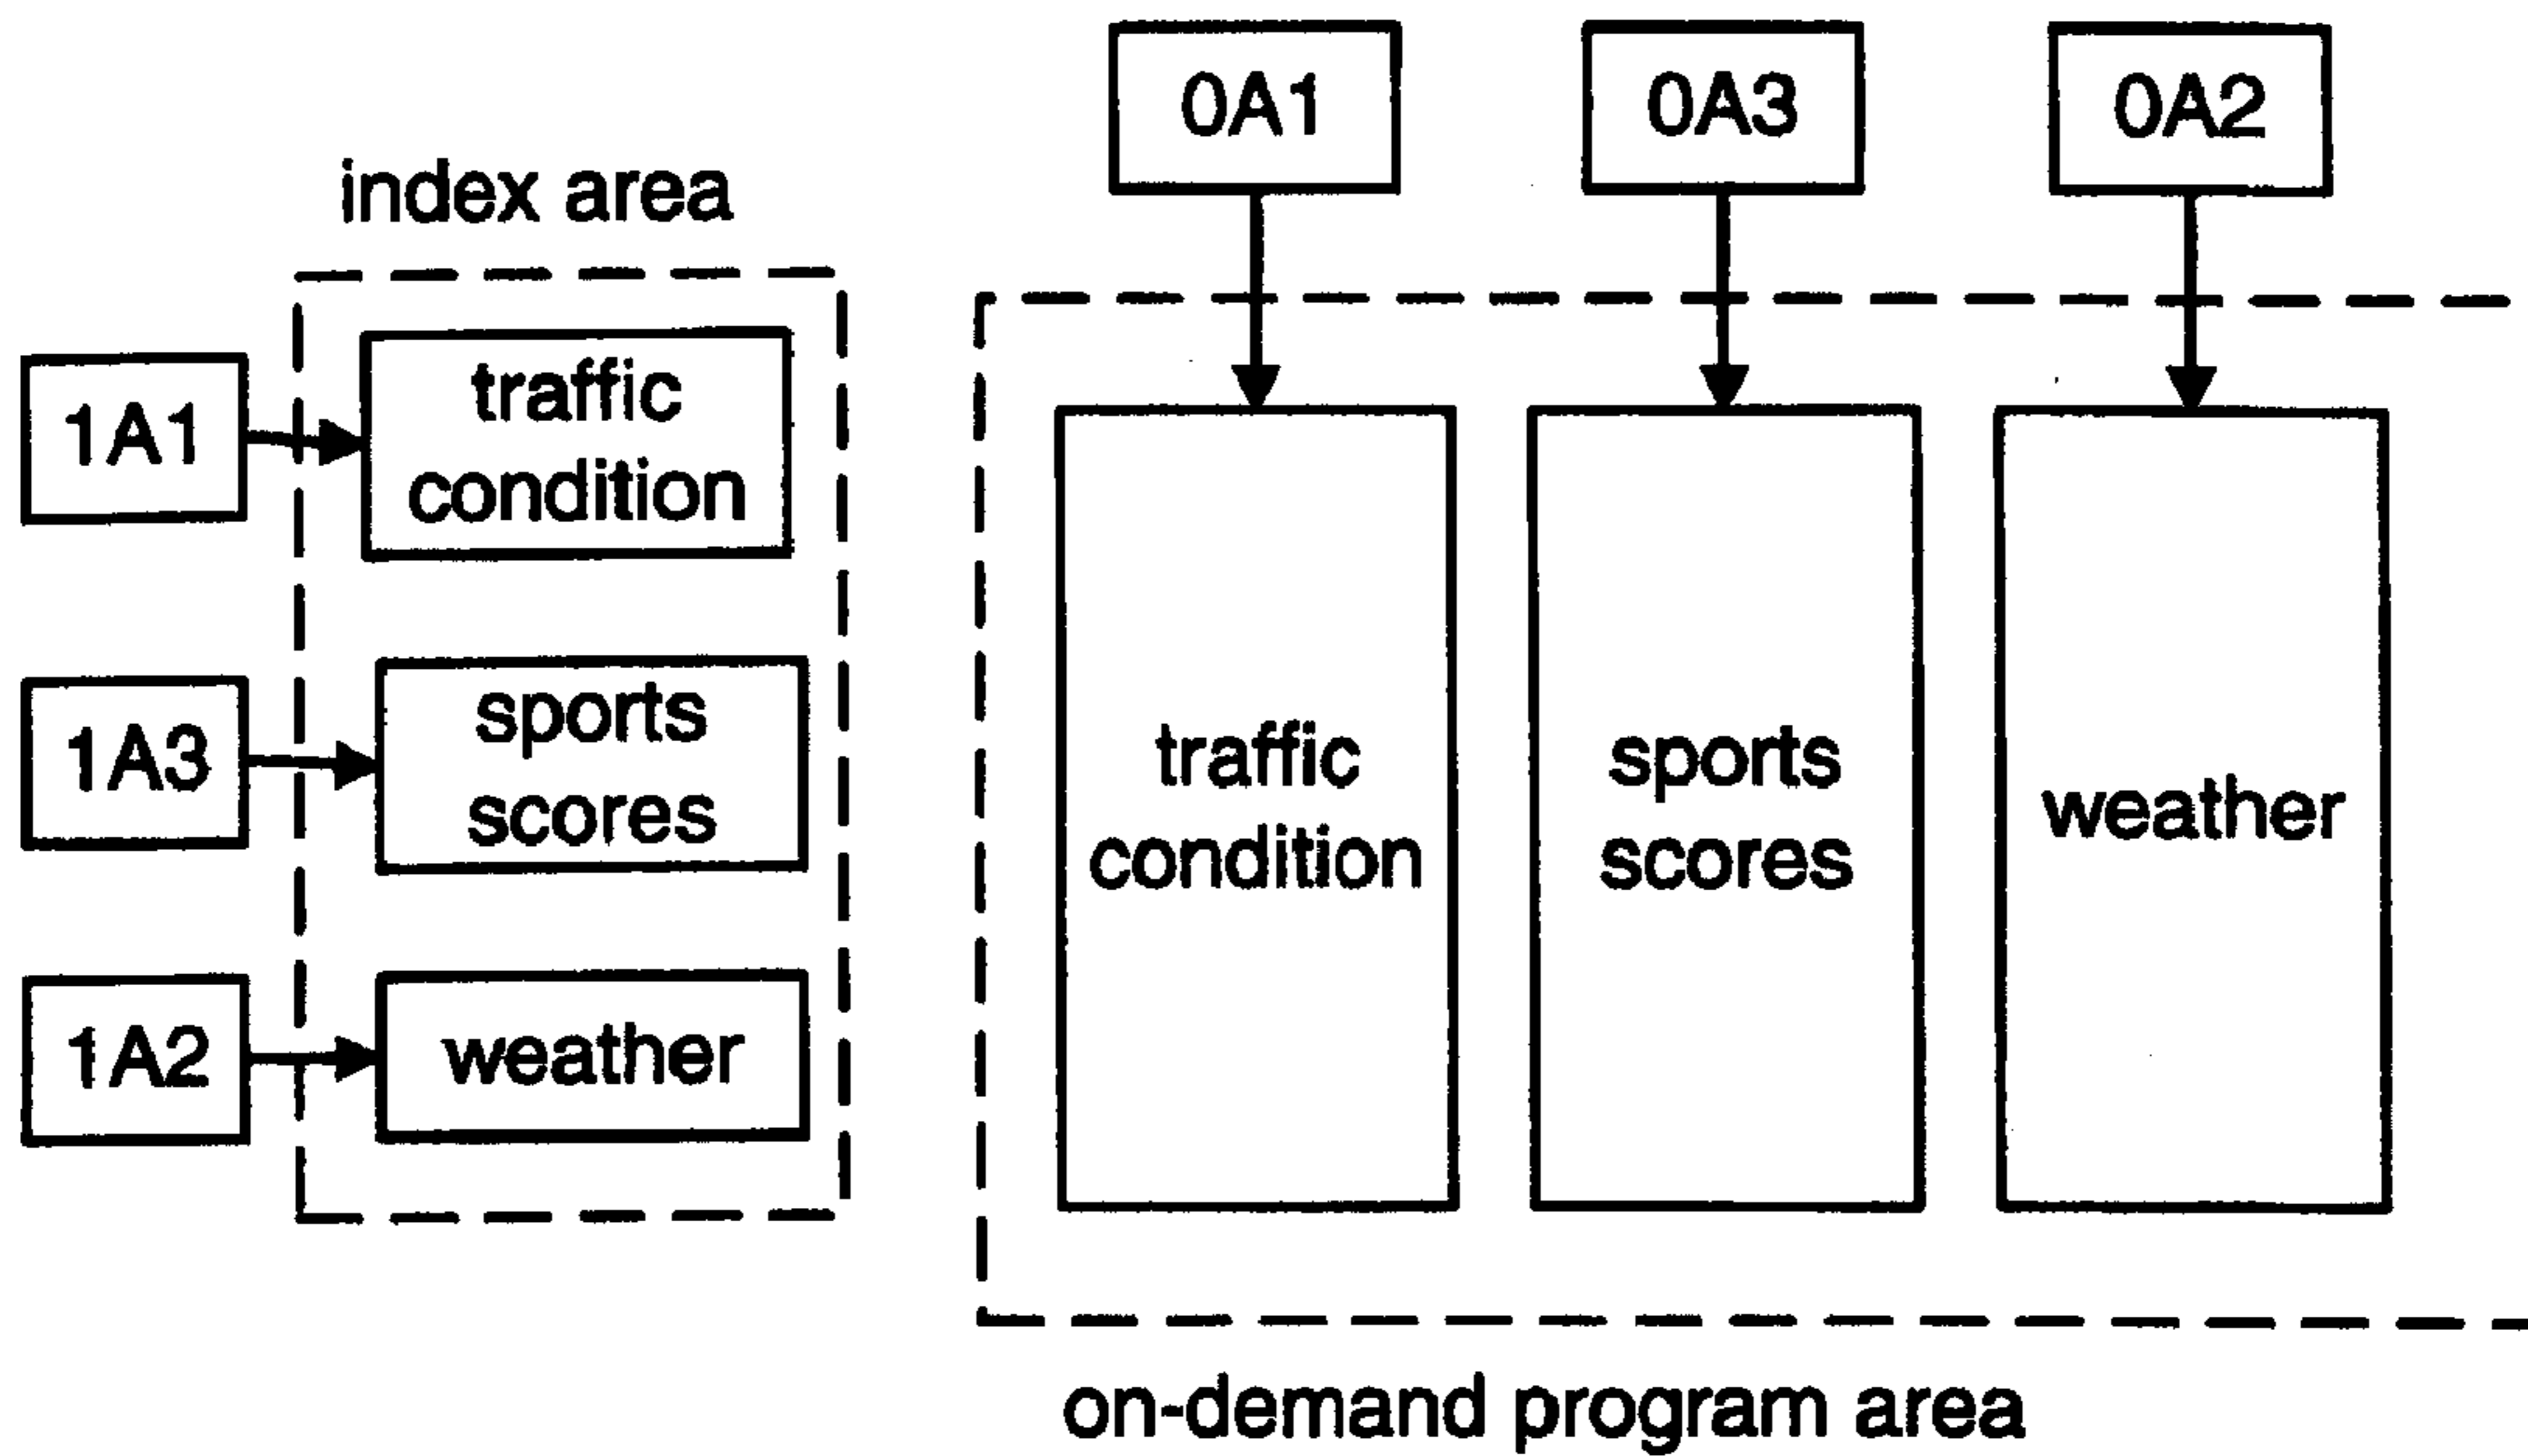 index area
1A1
traffic
condition
1A3
sports
scores
1A2
weather
0A1
0A3
0A2
traffic
condition
sports
scores
weather
on-demand program area